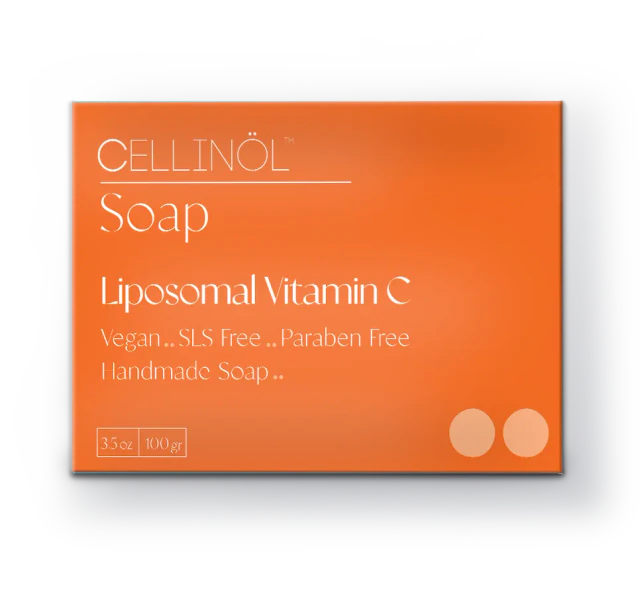 CELLINÖL™
Soap
Liposomal Vitamin C
Vegan .. SLS Free .. Paraben Free
Handmade Soap ..
3.5 oz 100 gr